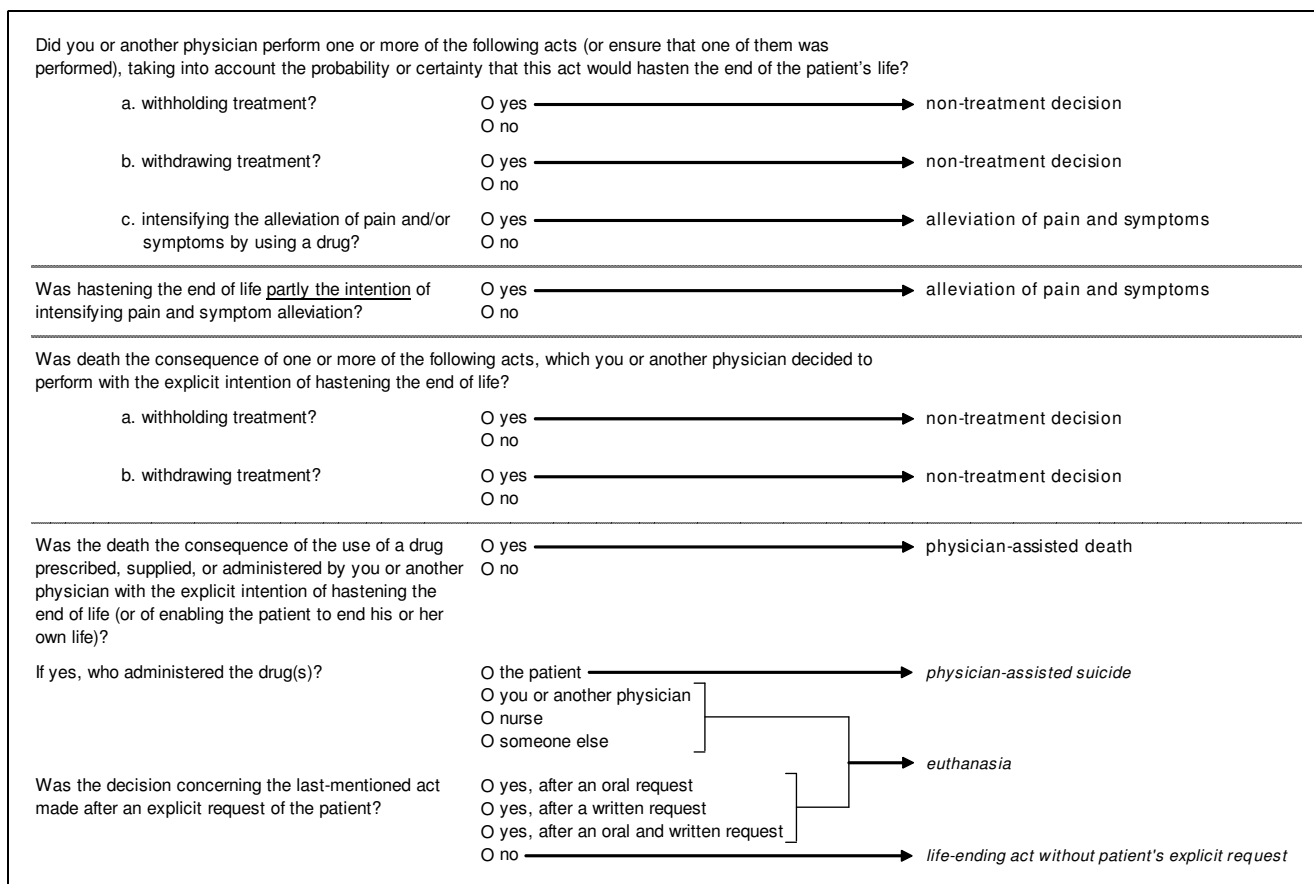 Did you or another physician perform one or more of the following acts (or ensure that one of them was
performed), taking into account the probability or certainty that this act would hasten the end of the patient's life?
a. withholding treatment?
O yes
non-treatment decision
O no
b. withdrawing treatment?
O yes
non-treatment decision
O no
c. intensifying the alleviation of pain and/or
O yes
alleviation of pain and symptoms
symptoms by using a drug?
O no
Was hastening the end of life partly the intention of
O yes
alleviation of pain and symptoms
intensifying pain and symptom alleviation?
O no
Was death the consequence of one or more of the following acts, which you or another physician decided to
perform with the explicit intention of hastening the end of life?
a. withholding treatment?
O yes
non-treatment decision
O no
b. withdrawing treatment?
O yes
non-treatment decision
O no
Was the death the consequence of the use of a drug
O yes
physician-assisted death
prescribed, supplied, or administered by you or another
O no
physician with the explicit intention of hastening the
end of life (or of enabling the patient to end his or her
own life)?
If yes, who administered the drug(s)?
O the patient
physician-assisted suicide
O you or another physician
O nurse
O someone else
euthanasia
Was the decision concerning the last-mentioned act
O yes, after an oral request
made after an explicit request of the patient?
O yes, after a written request
O yes, after an oral and written request
O no
life-ending act without patient's explicit request